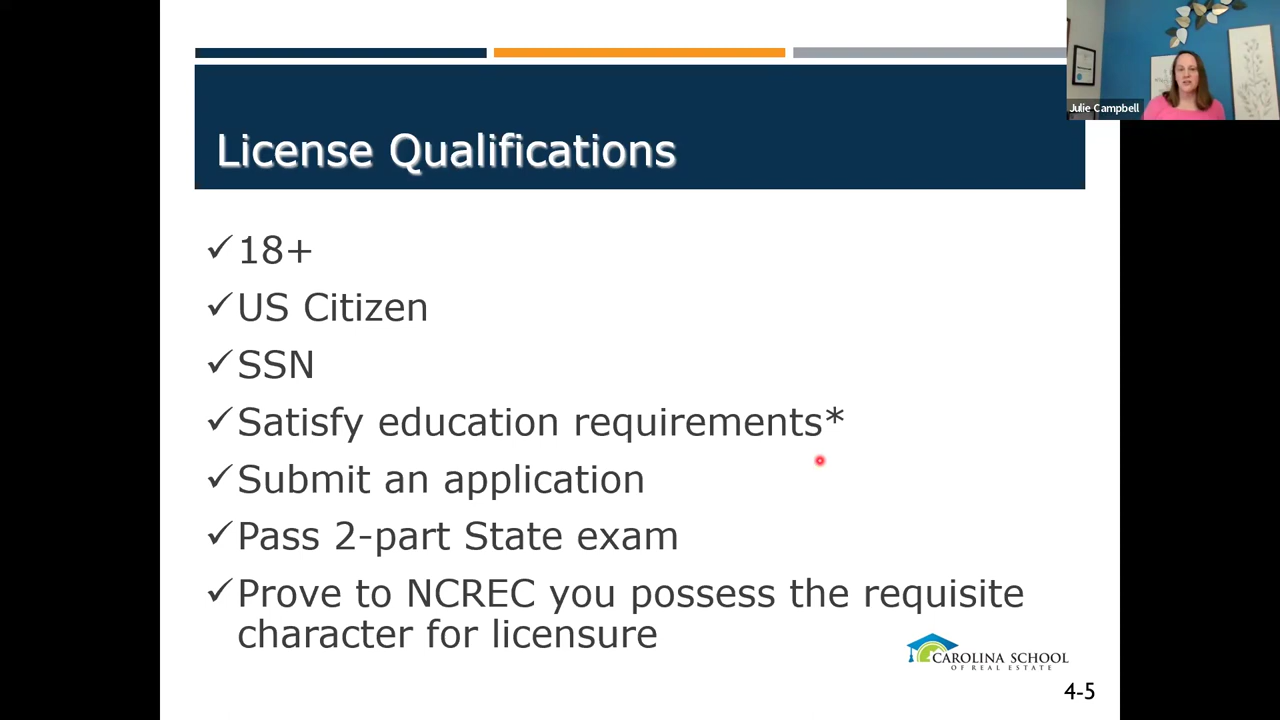 License Qualifications
Julie Campbell
✓18+
✓US Citizen
✓SSN
✓Satisfy education requirements*
✓Submit an application
✓Pass 2-part State exam
✓Prove to NCREC you possess the requisite
character for licensure
CAROLINA SCHOOL
OF REAL ESTATE
4-5